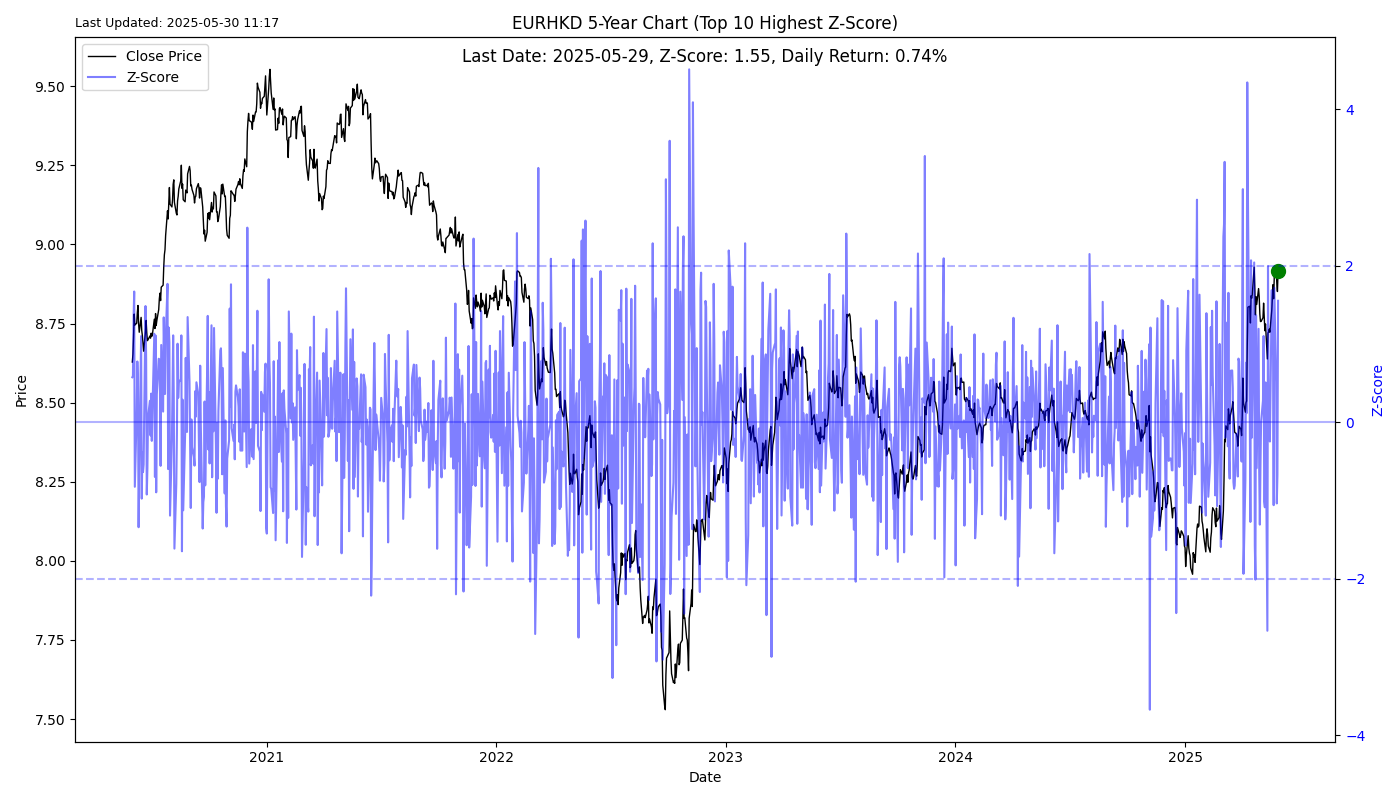 Last Updated: 2025-05-30 11:17
EURHKD 5-Year Chart (Top 10 Highest Z-Score)
Last Date: 2025-05-29, Z-Score: 1.55, Daily Return: 0.74%
Close Price
Z-Score
9.50
9.25
9.00
8.75
8.50
8.25
8.00
7.75
7.50
Price
4
2
0
−2
−4
Z-Score
2021
2022
2023
2024
2025
Date